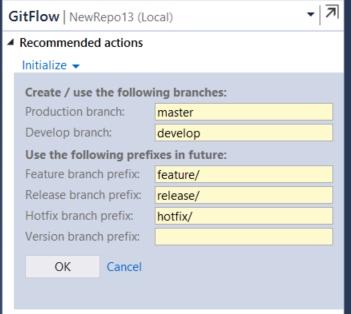 GitFlow | NewRepo13 (Local)
Recommended actions
Initialize
Create / use the following branches:
Production branch: master
Develop branch: develop
Use the following prefixes in future:
Feature branch prefix: feature/
Release branch prefix: release/
Hotfix branch prefix: hotfix/
Version branch prefix:
OK Cancel